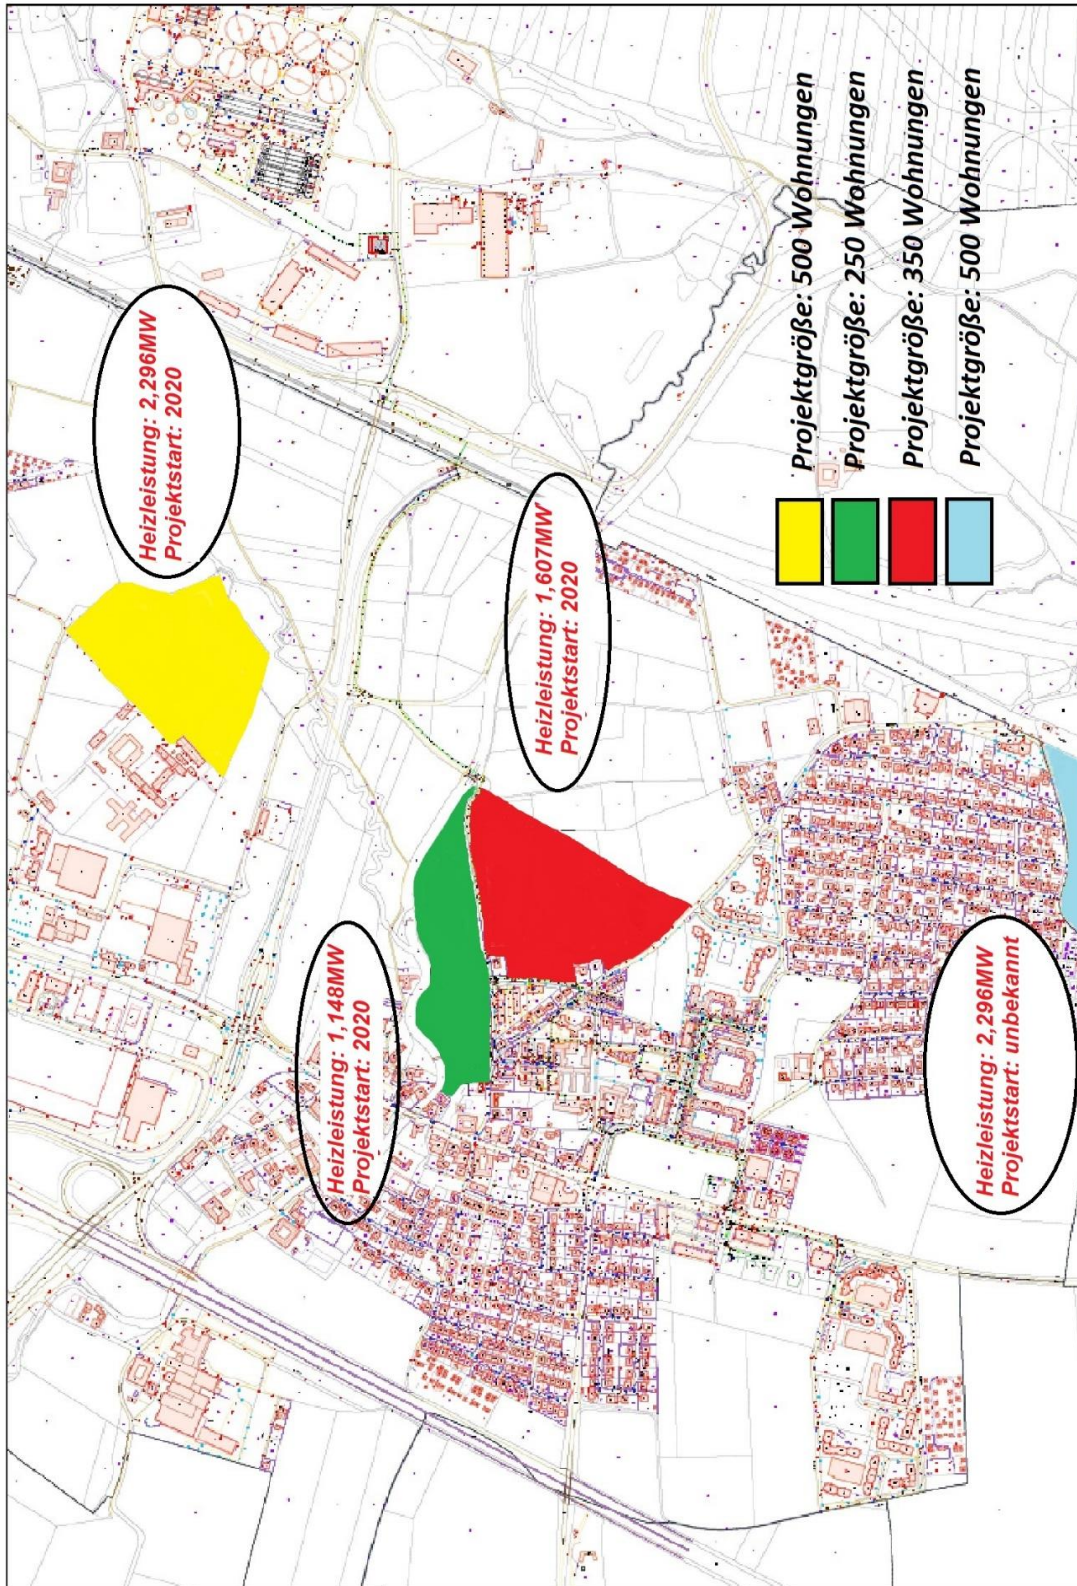 Heizleistung: 2,296MW
Projektstart: 2020
Heizleistung: 1,607MW
Projektstart: 2020
Heizleistung: 1,148MW
Projektstart: 2020
Heizleistung: 2,296MW
Projektstart: unbekannt
Projektgröße: 500 Wohnungen
Projektgröße: 250 Wohnungen
Projektgröße: 350 Wohnungen
Projektgröße: 500 Wohnungen